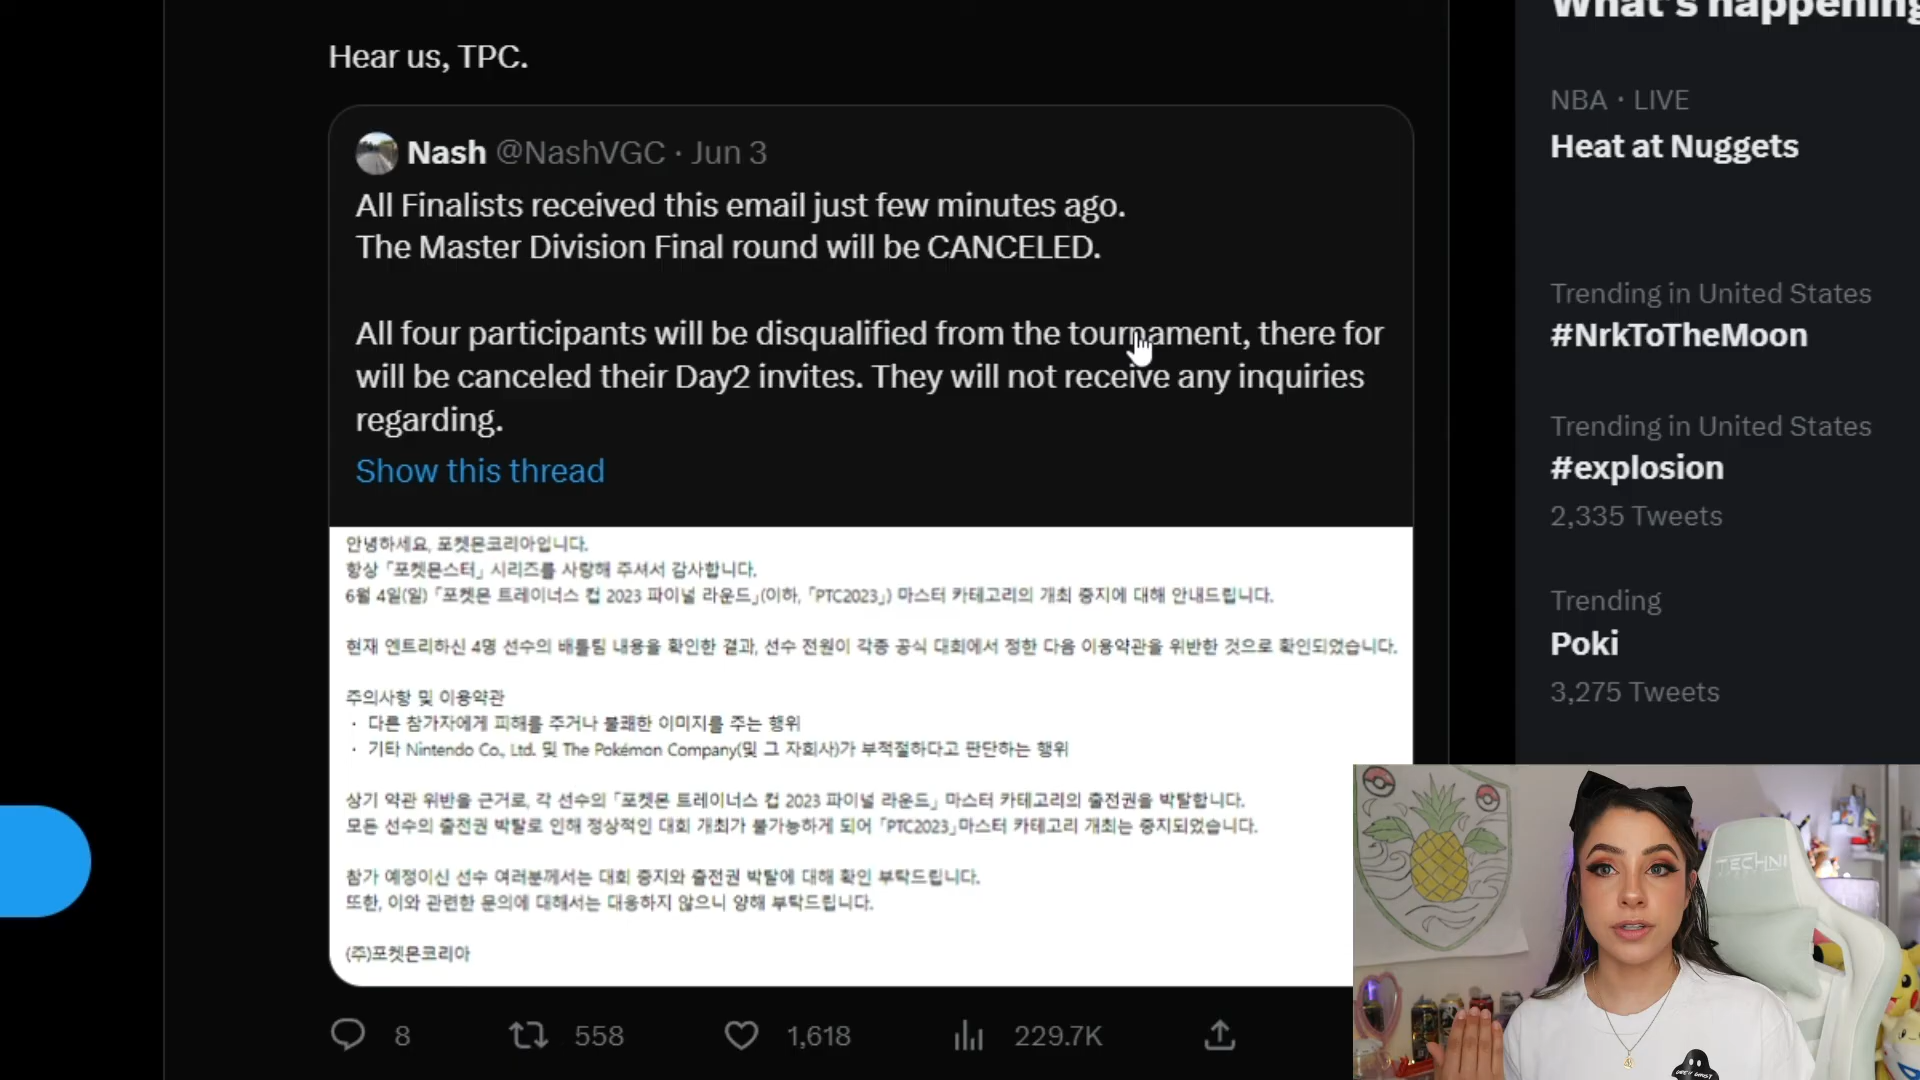 What's happening
Hear us, TPC.
Nash @NashVGC · Jun 3
All Finalists received this email just few minutes ago.
The Master Division Final round will be CANCELED.
All four participants will be disqualified from the tournament, there for
will be canceled their Day2 invites. They will not receive any inquiries
regarding.
Show this thread
안녕하세요, 포켓몬코리아입니다.
항상 「포켓몬스터」 시리즈를 사랑해 주셔서 감사합니다.
6월 4일(일) 「포켓몬 트레이너스 컵 2023 파이널 라운드」(이하, 「PTC2023」) 마스터 카테고리의 개최 중지에 대해 안내드립니다.
현재 엔트리하신 4명 선수의 배틀팀 내용을 확인한 결과, 선수 전원이 각종 공식 대회에서 정한 다음 이용약관을 위반한 것으로 확인되었습니다.
주의사항 및 이용약관
· 다른 참가자에게 피해를 주거나 불쾌한 이미지를 주는 행위
· 기타 Nintendo Co., Ltd. 및 The Pokémon Company(및 그 자회사)가 부적절하다고 판단하는 행위
상기 약관 위반을 근거로, 각 선수의 「포켓몬 트레이너스 컵 2023 파이널 라운드」 마스터 카테고리의 출전권을 박탈합니다.
모든 선수의 출전권 박탈로 인해 정상적인 대회 개최가 불가능하게 되어 「PTC2023」마스터 카테고리 개최는 중지되었습니다.
참가 예정이신 선수 여러분께서는 대회 중지와 출전권 박탈에 대해 확인 부탁드립니다.
또한, 이와 관련한 문의에 대해서는 대응하지 않으니 양해 부탁드립니다.
(주)포켓몬코리아
8 558 1,618 229.7K
NBA · LIVE
Heat at Nuggets
Trending in United States
#NrkToTheMoon
Trending in United States
#explosion
2,335 Tweets
Trending
Poki
3,275 Tweets
TECHNI